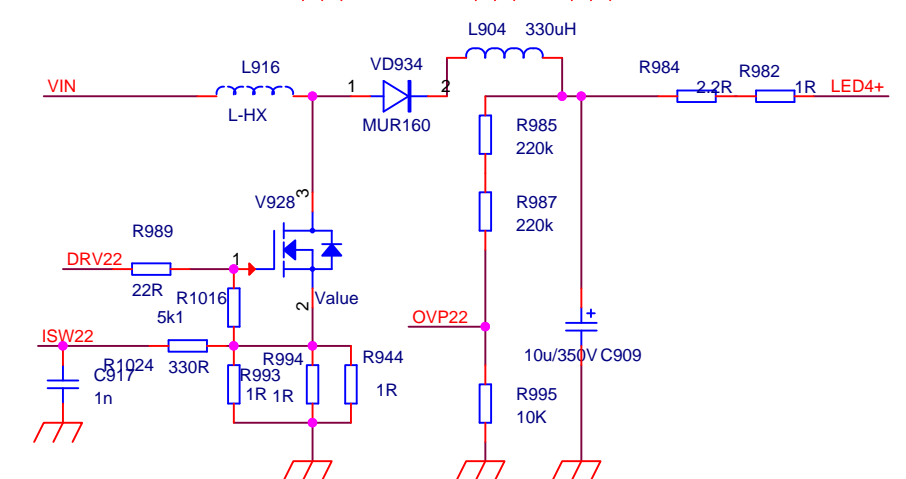 L904 330uH
L916
VD934
R984
R982
VIN
1
2
2.2R
1R
LED4+
L-HX
MUR160
R985
220k
3
V928
R987
220k
R989
DRV22
1
22R
R1016
5k1
2
Value
OVP22
ISW22
+
R1024
330R
R994
R944
10u/350V
C909
C917
R993
1n
1R
1R
1R
R995
10K